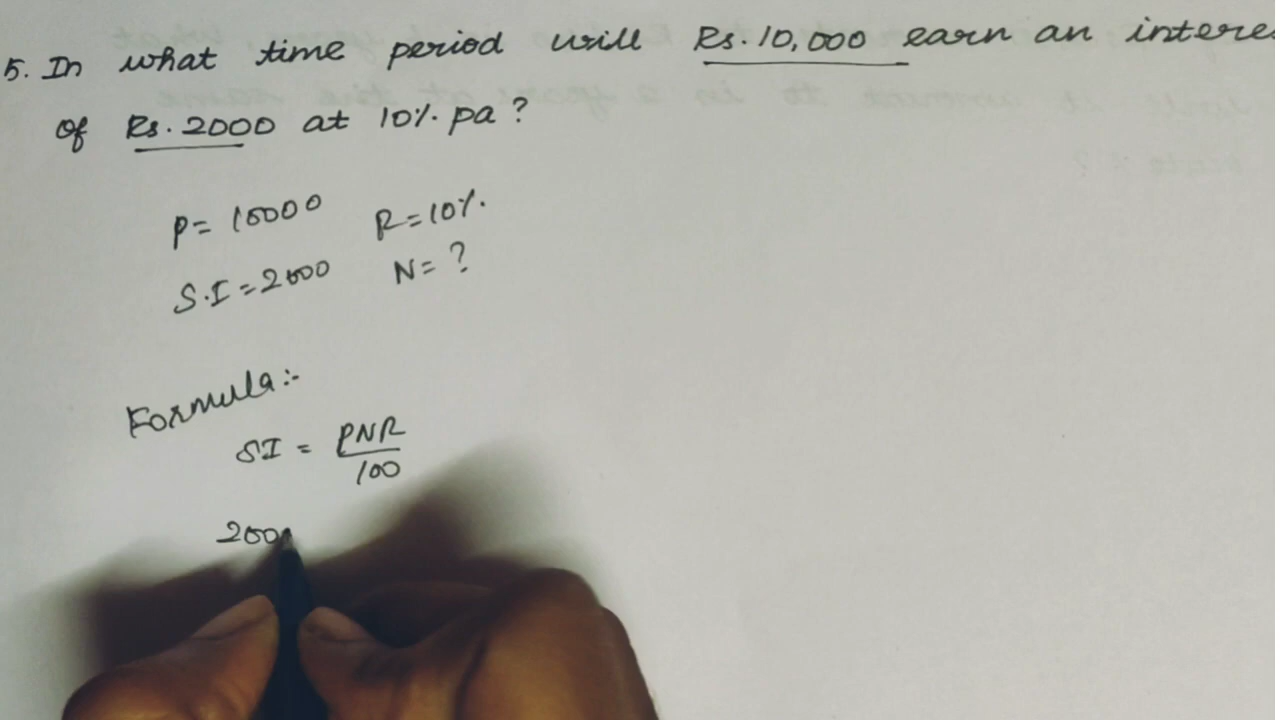 5. In what time period will Rs. 10,000 earn an intere
of Rs. 2000 at 10%. pa?
P = 10000 R = 10%.
S.I = 2000 N = ?
Formula:-
SI = PNR/100
200